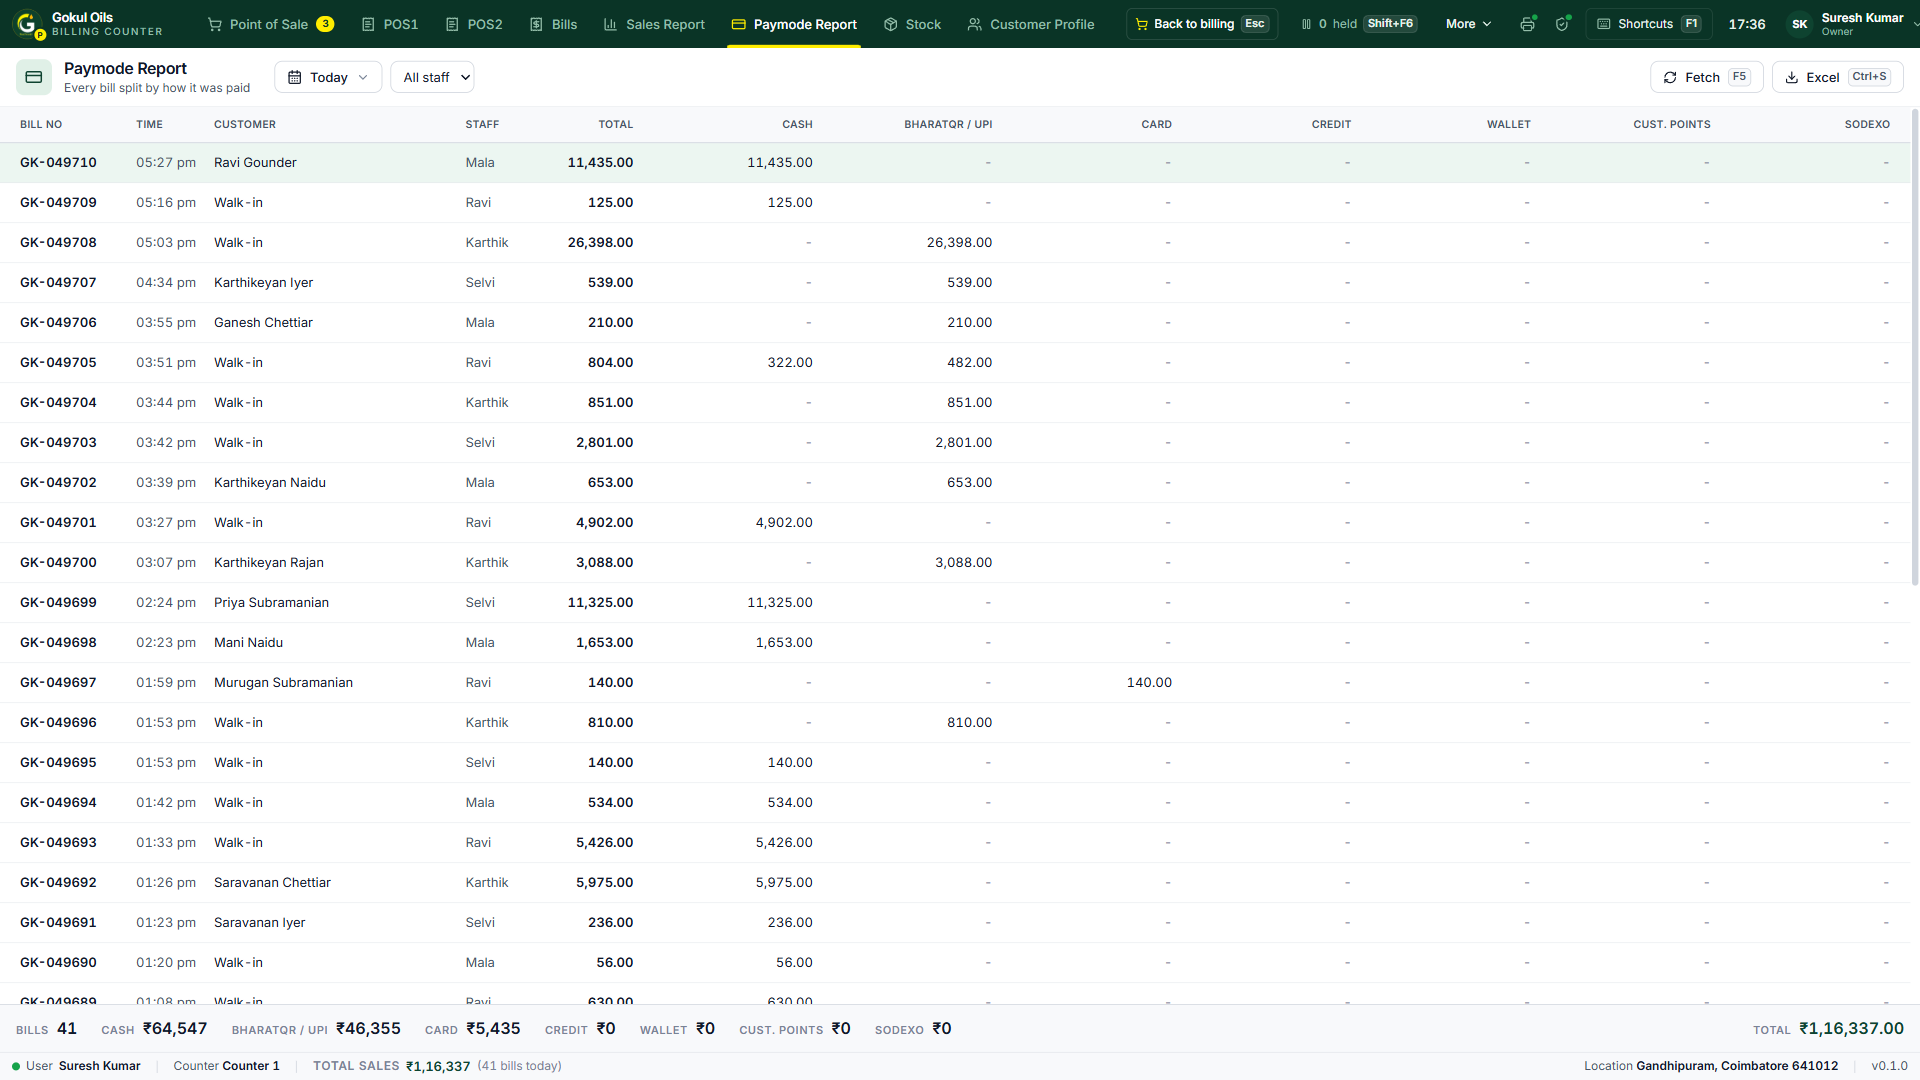 Gokul Oils
BILLING COUNTER
Point of Sale 3 POS1 POS2 Bills Sales Report Paymode Report Stock Customer Profile Back to billing Esc 0 held Shift+F6 More Shortcuts F1 17:36 SK Suresh Kumar
Owner
Paymode Report
Every bill split by how it was paid
Today All staff Fetch F5 Excel Ctrl+S
BILL NO TIME CUSTOMER STAFF TOTAL CASH BHARATQR / UPI CARD CREDIT WALLET CUST. POINTS SODEXO
GK-049710 05:27 pm Ravi Gounder Mala 11,435.00 11,435.00 - - - - - -
GK-049709 05:16 pm Walk-in Ravi 125.00 125.00 - - - - - -
GK-049708 05:03 pm Walk-in Karthik 26,398.00 - 26,398.00 - - - - -
GK-049707 04:34 pm Karthikeyan Iyer Selvi 539.00 - 539.00 - - - - -
GK-049706 03:55 pm Ganesh Chettiar Mala 210.00 - 210.00 - - - - -
GK-049705 03:51 pm Walk-in Ravi 804.00 322.00 482.00 - - - - -
GK-049704 03:44 pm Walk-in Karthik 851.00 - 851.00 - - - - -
GK-049703 03:42 pm Walk-in Selvi 2,801.00 - 2,801.00 - - - - -
GK-049702 03:39 pm Karthikeyan Naidu Mala 653.00 - 653.00 - - - - -
GK-049701 03:27 pm Walk-in Ravi 4,902.00 4,902.00 - - - - - -
GK-049700 03:07 pm Karthikeyan Rajan Karthik 3,088.00 - 3,088.00 - - - - -
GK-049699 02:24 pm Priya Subramanian Selvi 11,325.00 11,325.00 - - - - - -
GK-049698 02:23 pm Mani Naidu Mala 1,653.00 1,653.00 - - - - - -
GK-049697 01:59 pm Murugan Subramanian Ravi 140.00 - - 140.00 - - - -
GK-049696 01:53 pm Walk-in Karthik 810.00 - 810.00 - - - - -
GK-049695 01:53 pm Walk-in Selvi 140.00 140.00 - - - - - -
GK-049694 01:42 pm Walk-in Mala 534.00 534.00 - - - - - -
GK-049693 01:33 pm Walk-in Ravi 5,426.00 5,426.00 - - - - - -
GK-049692 01:26 pm Saravanan Chettiar Karthik 5,975.00 5,975.00 - - - - - -
GK-049691 01:23 pm Saravanan Iyer Selvi 236.00 236.00 - - - - - -
GK-049690 01:20 pm Walk-in Mala 56.00 56.00 - - - - - -
GK-049689 01:08 pm Walk-in Ravi 630.00 630.00 - - - - - -
BILLS 41 CASH ₹64,547 BHARATQR / UPI ₹46,355 CARD ₹5,435 CREDIT ₹0 WALLET ₹0 CUST. POINTS ₹0 SODEXO ₹0 TOTAL ₹1,16,337.00
User Suresh Kumar Counter Counter 1 TOTAL SALES ₹1,16,337 (41 bills today) Location Gandhipuram, Coimbatore 641012 v0.1.0